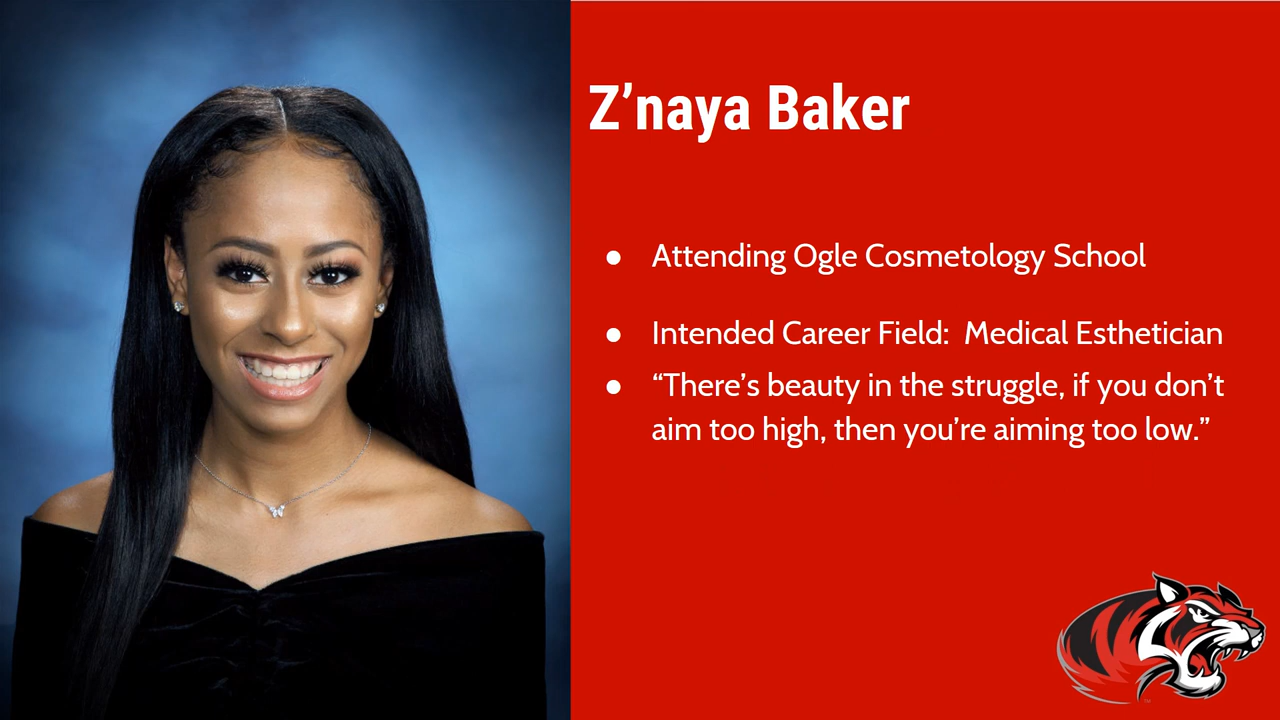 Z’naya Baker
● Attending Ogle Cosmetology School
● Intended Career Field:  Medical Esthetician
● “There’s beauty in the struggle, if you don’t
aim too high, then you’re aiming too low.”